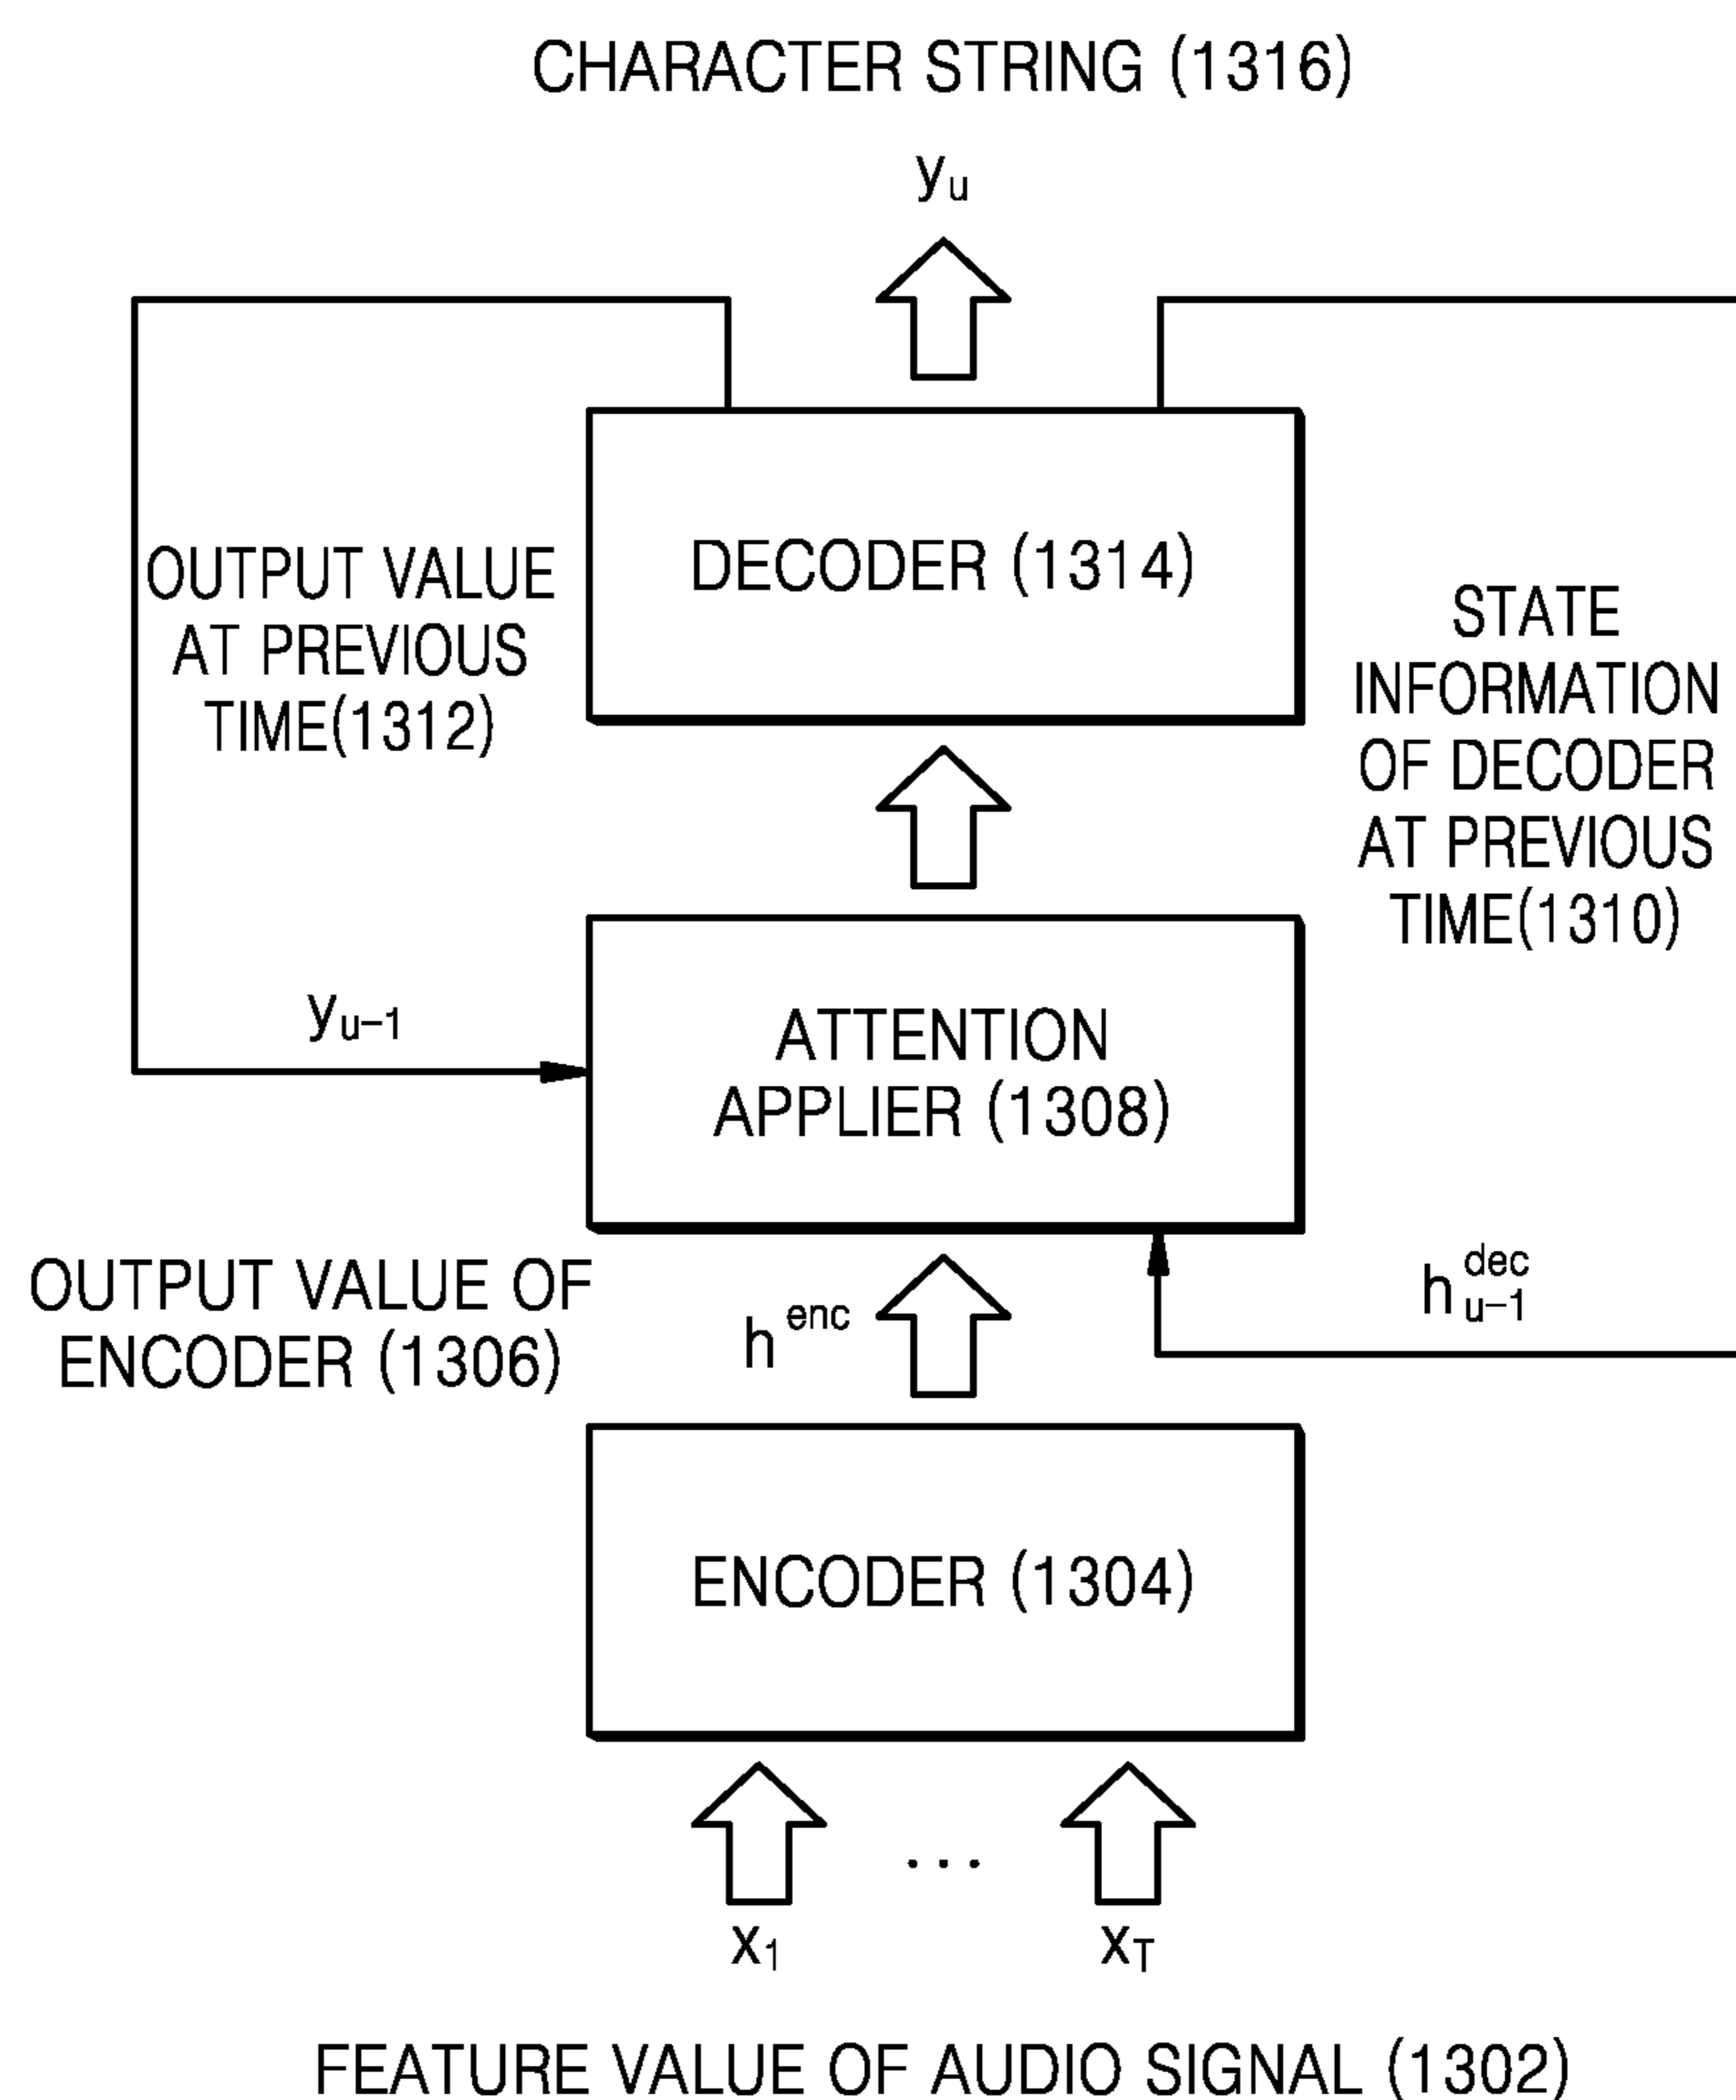 CHARACTER STRING (1316)
yu
DECODER (1314)
OUTPUT VALUE
AT PREVIOUS
TIME(1312)
STATE
INFORMATION
OF DECODER
AT PREVIOUS
TIME(1310)
yu-1
ATTENTION
APPLIER (1308)
OUTPUT VALUE OF
ENCODER (1306)
henc
hdecu-1
ENCODER (1304)
...
x1
xT
FEATURE VALUE OF AUDIO SIGNAL (1302)